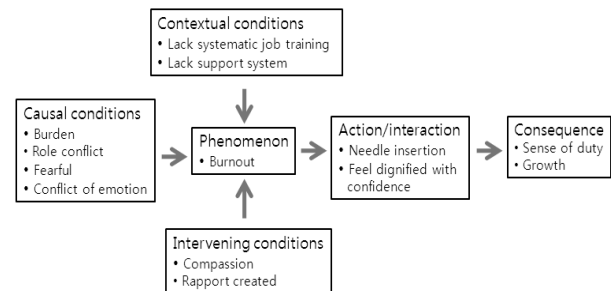 Contextual conditions
• Lack systematic job training
• Lack support system
Causal conditions
• Burden
• Role conflict
• Fearful
• Conflict of emotion
Phenomenon
• Burnout
Action/interaction
• Needle insertion
• Feel dignified with
confidence
Consequence
• Sense of duty
• Growth
Intervening conditions
• Compassion
• Rapport created